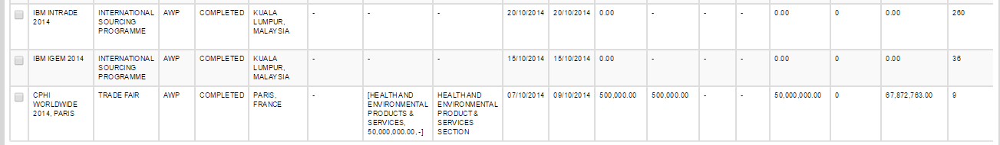 IBM INTRADE 2014 INTERNATIONAL SOURCING PROGRAMME AWP COMPLETED KUALA LUMPUR, MALAYSIA - - - 20/10/2014 20/10/2014 0.00 - - - 0.00 0 0.00 260
IBM IGEM 2014 INTERNATIONAL SOURCING PROGRAMME AWP COMPLETED KUALA LUMPUR, MALAYSIA - - - 15/10/2014 15/10/2014 0.00 - - - 0.00 0 0.00 36
CPHI WORLDWIDE 2014, PARIS TRADE FAIR AWP COMPLETED PARIS, FRANCE - [HEALTH AND ENVIRONMENTAL PRODUCTS & SERVICES, 50,000,000.00, -] HEALTH AND ENVIRONMENTAL PRODUCT & SERVICES SECTION 07/10/2014 09/10/2014 500,000.00 500,000.00 - - 50,000,000.00 0 67,872,763.00 9